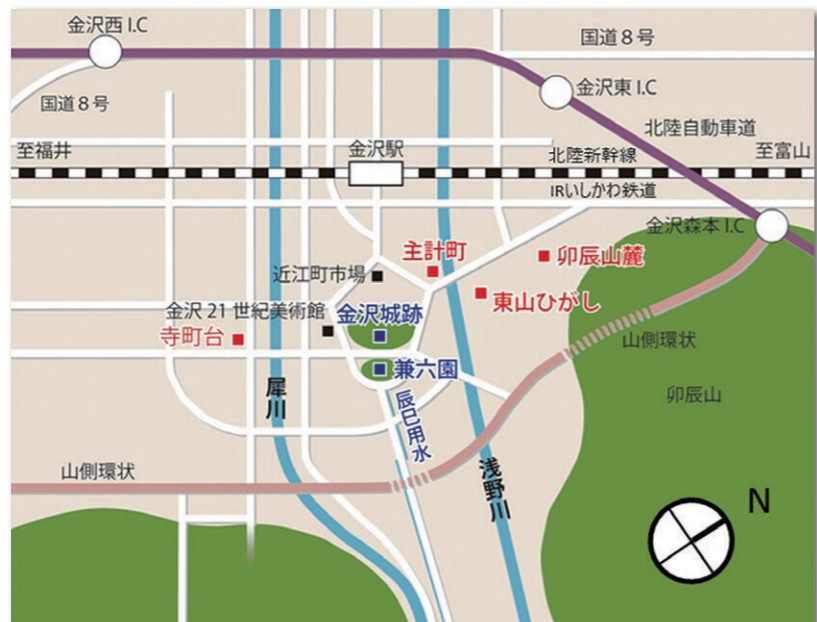 金沢西 I.C
国道８号
金沢東 I.C
国道８号
北陸自動車道
至福井
金沢駅
北陸新幹線
至富山
IRいしかわ鉄道
金沢森本 I.C
主計町
卯辰山麓
近江町市場
東山ひがし
金沢 21 世紀美術館
金沢城跡
寺町台
山側環状
兼六園
卯辰山
犀川
辰巳用水
山側環状
浅野川
N